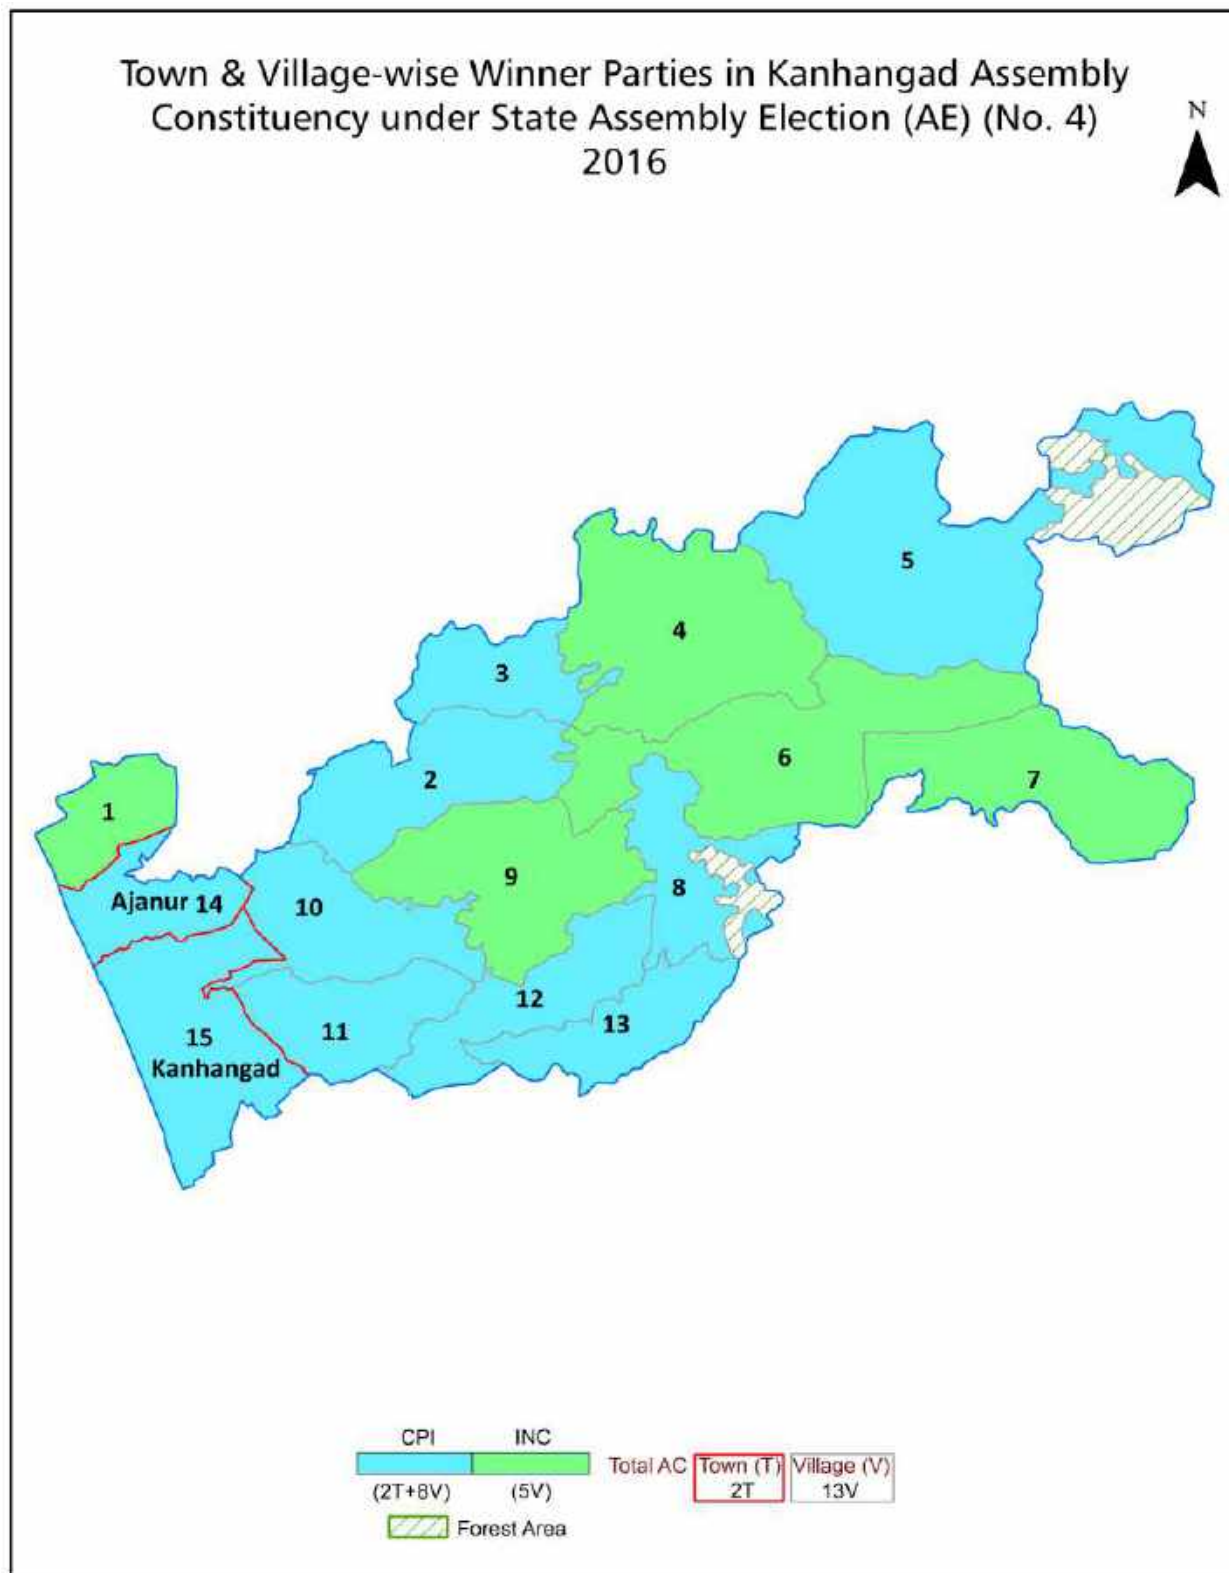 Town & Village-wise Winner Parties in Kanhangad Assembly
Constituency under State Assembly Election (AE) (No. 4)
2016
N
5
4
3
6
2
7
1
9
8
Ajanur 14
10
12
13
11
15
Kanhangad
CPI INC
Total AC Town (T) Village (V)
(2T+8V) (5V) 2T 13V
Forest Area